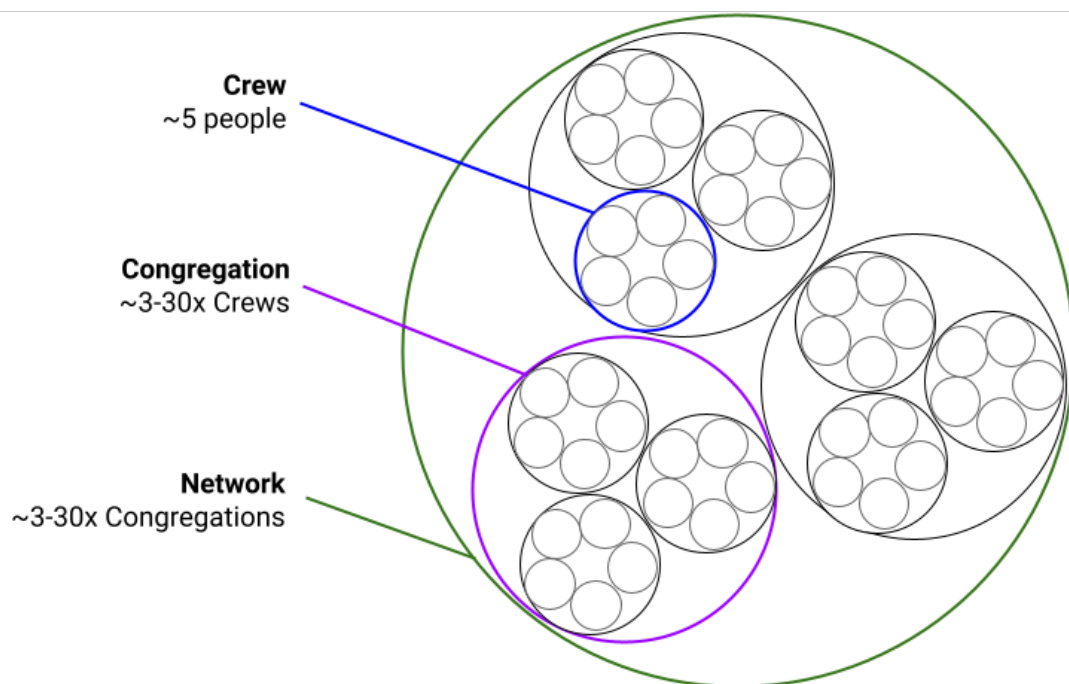 Crew
~5 people
Congregation
~3-30x Crews
Network
~3-30x Congregations